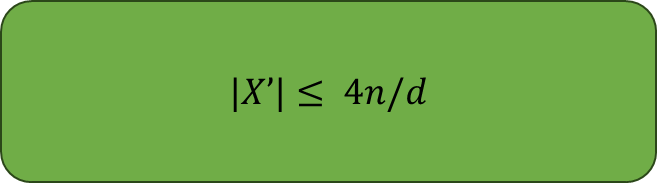 |X’| ≤ 4n/d